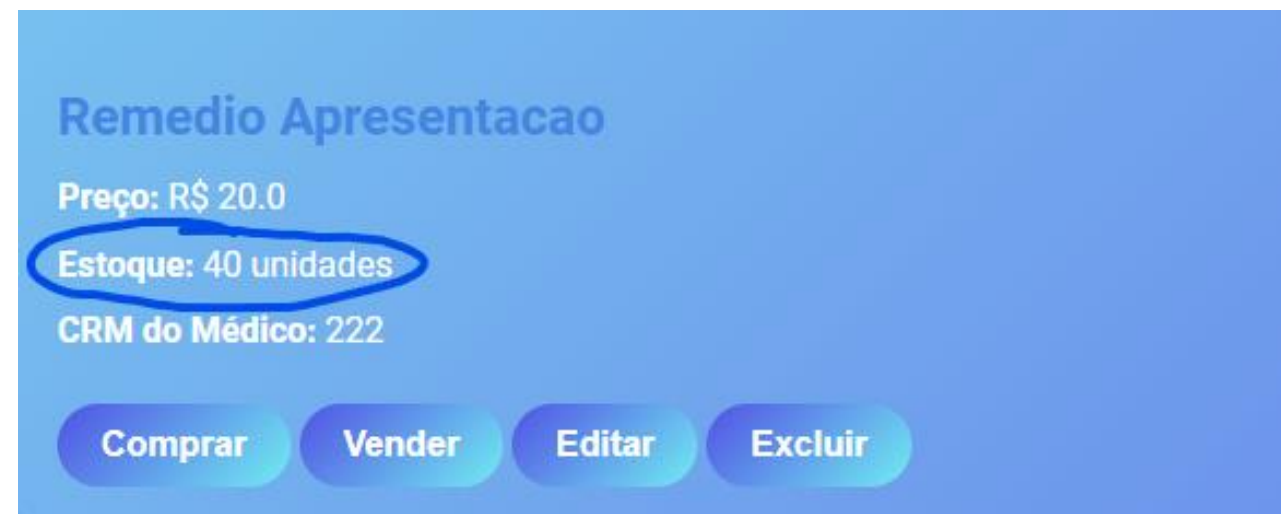 Remedio Apresentacao
Preço: R$ 20.0
Estoque: 40 unidades
CRM do Médico: 222
Comprar Vender Editar Excluir